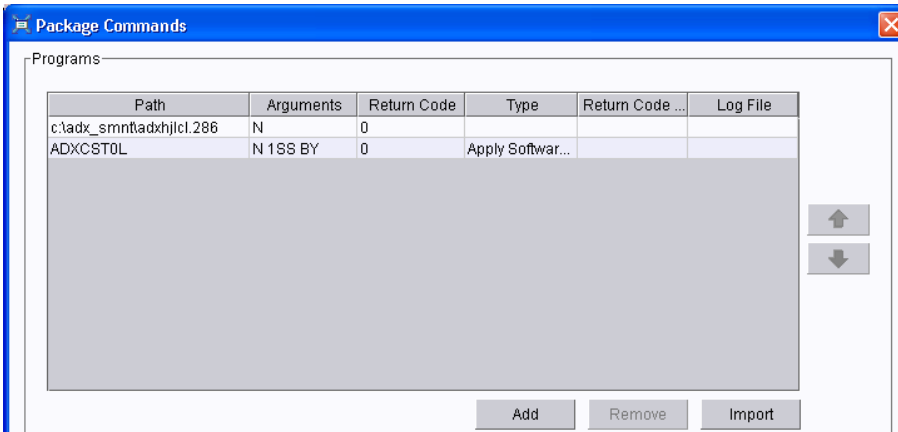 Package Commands
Programs
Path Arguments Return Code Type Return Code ... Log File
c:\adx_smnt\adxhjlcl.286 N 0
ADXCST0L N 1SS BY 0 Apply Softwar...
Add Remove Import